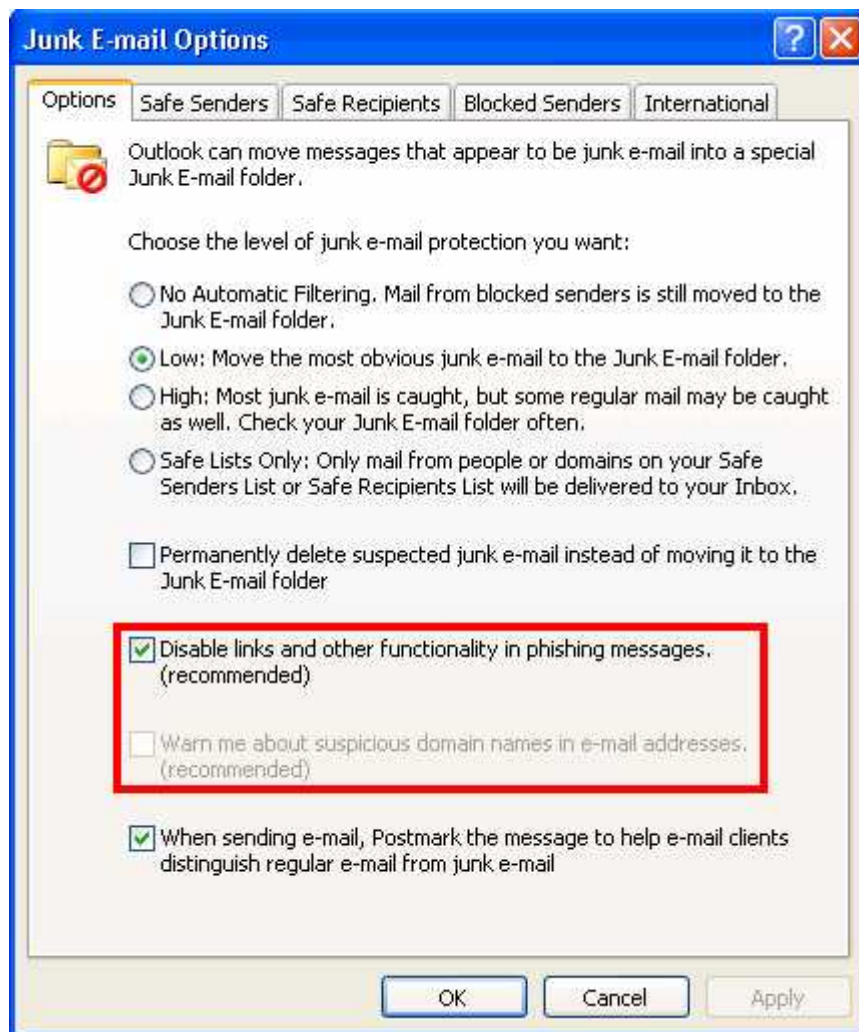 Junk E-mail Options
Options
Safe Senders
Safe Recipients
Blocked Senders
International
Outlook can move messages that appear to be junk e-mail into a special
Junk E-mail folder.
Choose the level of junk e-mail protection you want:
No Automatic Filtering. Mail from blocked senders is still moved to the
Junk E-mail folder.
Low: Move the most obvious junk e-mail to the Junk E-mail folder.
High: Most junk e-mail is caught, but some regular mail may be caught
as well. Check your Junk E-mail folder often.
Safe Lists Only: Only mail from people or domains on your Safe
Senders List or Safe Recipients List will be delivered to your Inbox.
Permanently delete suspected junk e-mail instead of moving it to the
Junk E-mail folder
Disable links and other functionality in phishing messages.
(recommended)
Warn me about suspicious domain names in e-mail addresses.
(recommended)
When sending e-mail, Postmark the message to help e-mail clients
distinguish regular e-mail from junk e-mail
OK
Cancel
Apply